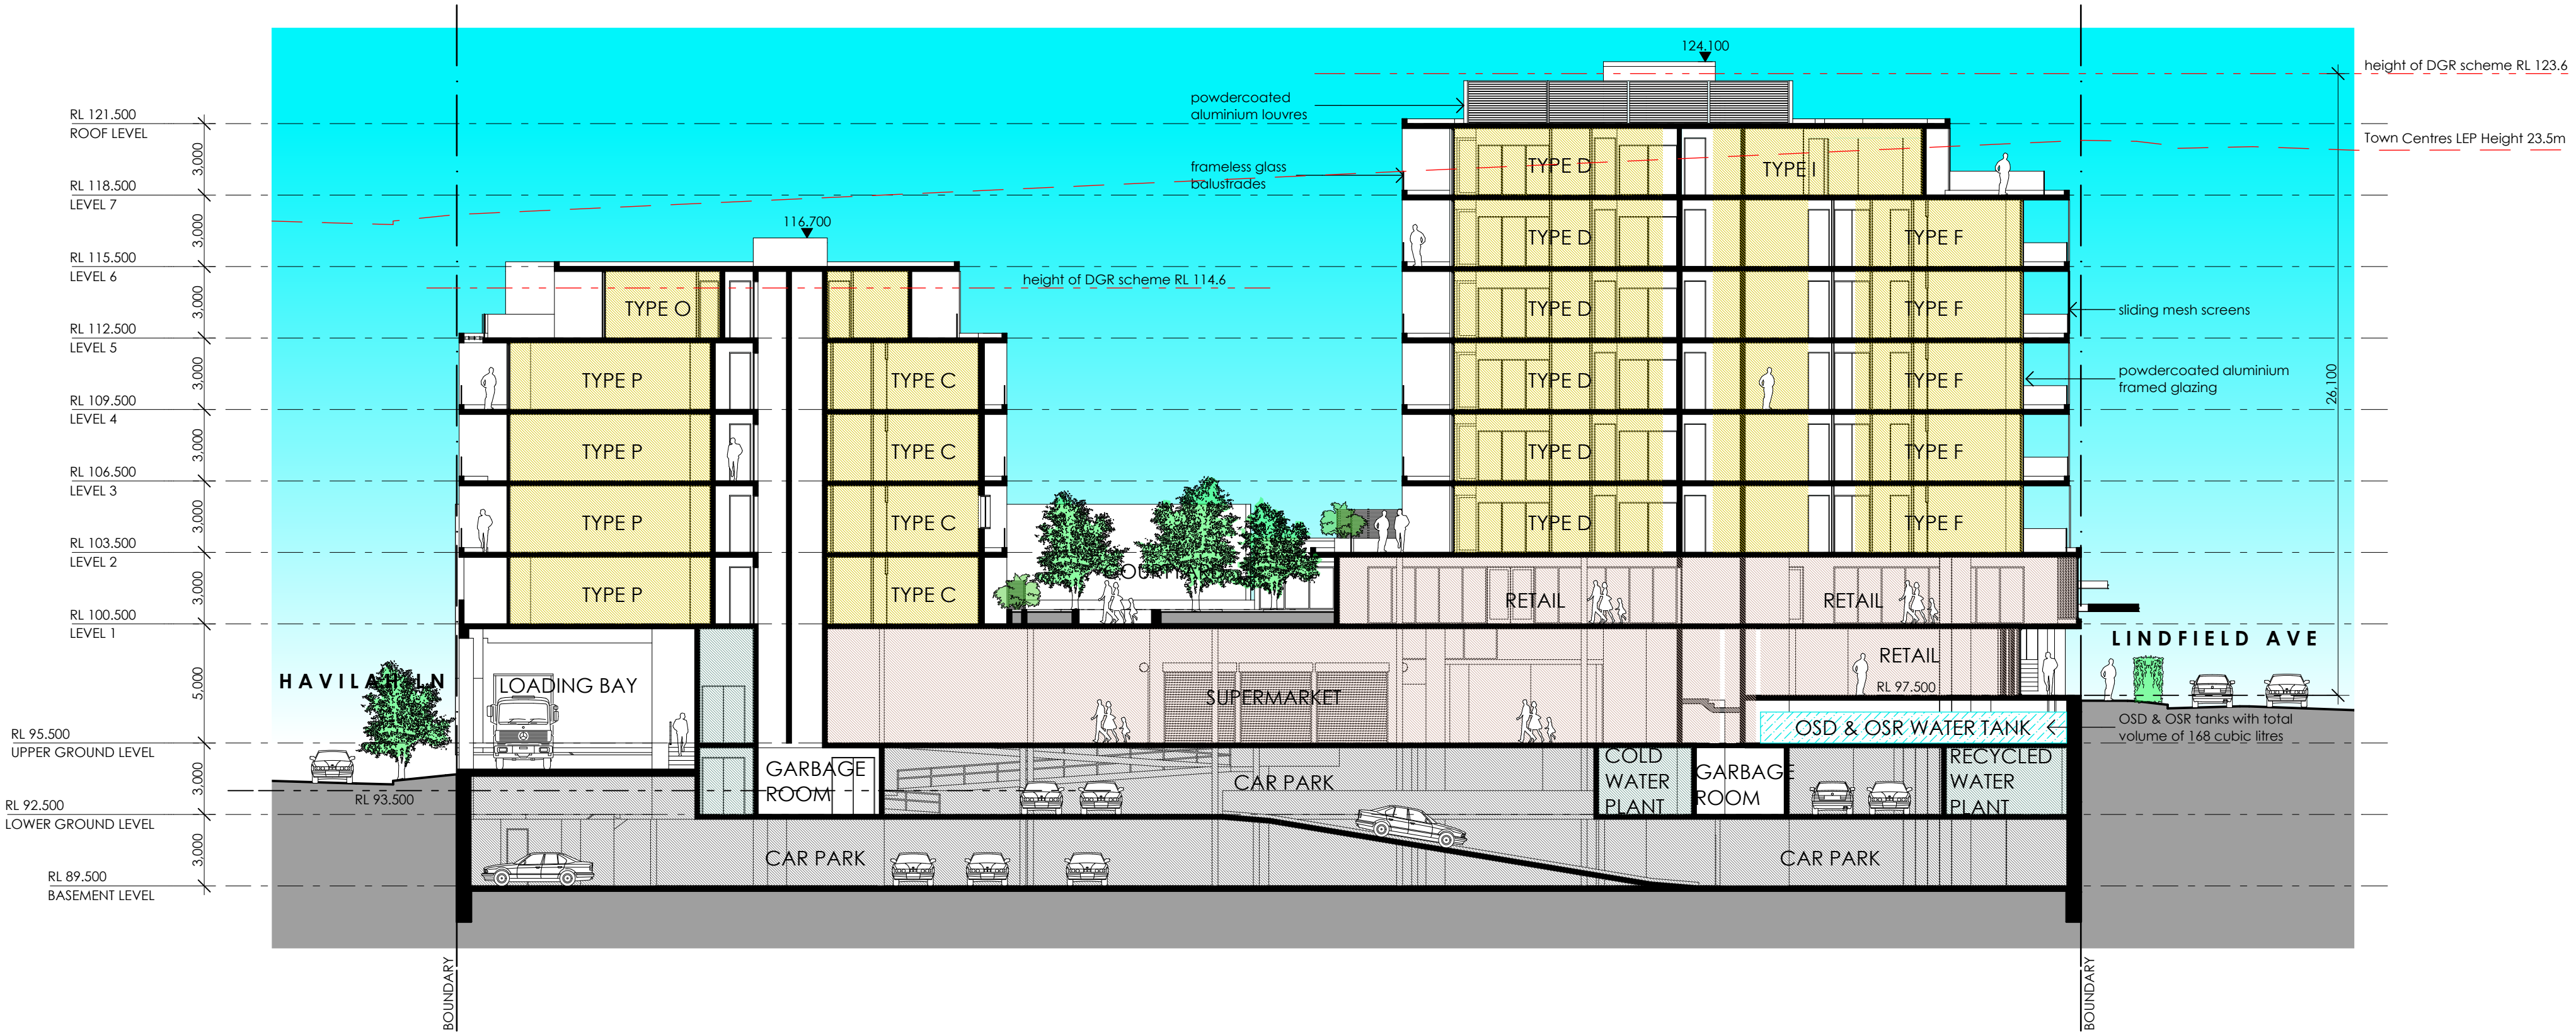 124.100
height of DGR scheme RL 123.6
powdercoated
aluminium louvres
RL 121.500
ROOF LEVEL
Town Centres LEP Height 23.5m
3.000
frameless glass
balustrades
TYPE D
TYPE I
RL 118.500
LEVEL 7
3.000
116.700
TYPE D
TYPE F
RL 115.500
LEVEL 6
height of DGR scheme RL 114.6
3.000
TYPE O
TYPE D
TYPE F
sliding mesh screens
RL 112.500
LEVEL 5
3.000
TYPE P
TYPE C
TYPE D
TYPE F
powdercoated aluminium
framed glazing
26.100
RL 109.500
LEVEL 4
3.000
TYPE P
TYPE C
TYPE D
TYPE F
RL 106.500
LEVEL 3
3.000
TYPE P
TYPE C
TYPE D
TYPE F
RL 103.500
LEVEL 2
3.000
TYPE P
TYPE C
RETAIL
RETAIL
RL 100.500
LEVEL 1
LINDFIELD AVE
5.000
LOADING BAY
SUPERMARKET
RETAIL
RL 97.500
OSD & OSR WATER TANK
OSD & OSR tanks with total
volume of 168 cubic litres
RL 95.500
UPPER GROUND LEVEL
3.000
RL 93.500
GARBAGE
ROOM
CAR PARK
COLD
WATER
PLANT
GARBAGE
ROOM
RECYCLED
WATER
PLANT
RL 92.500
LOWER GROUND LEVEL
3.000
CAR PARK
CAR PARK
RL 89.500
BASEMENT LEVEL
BOUNDARY
BOUNDARY